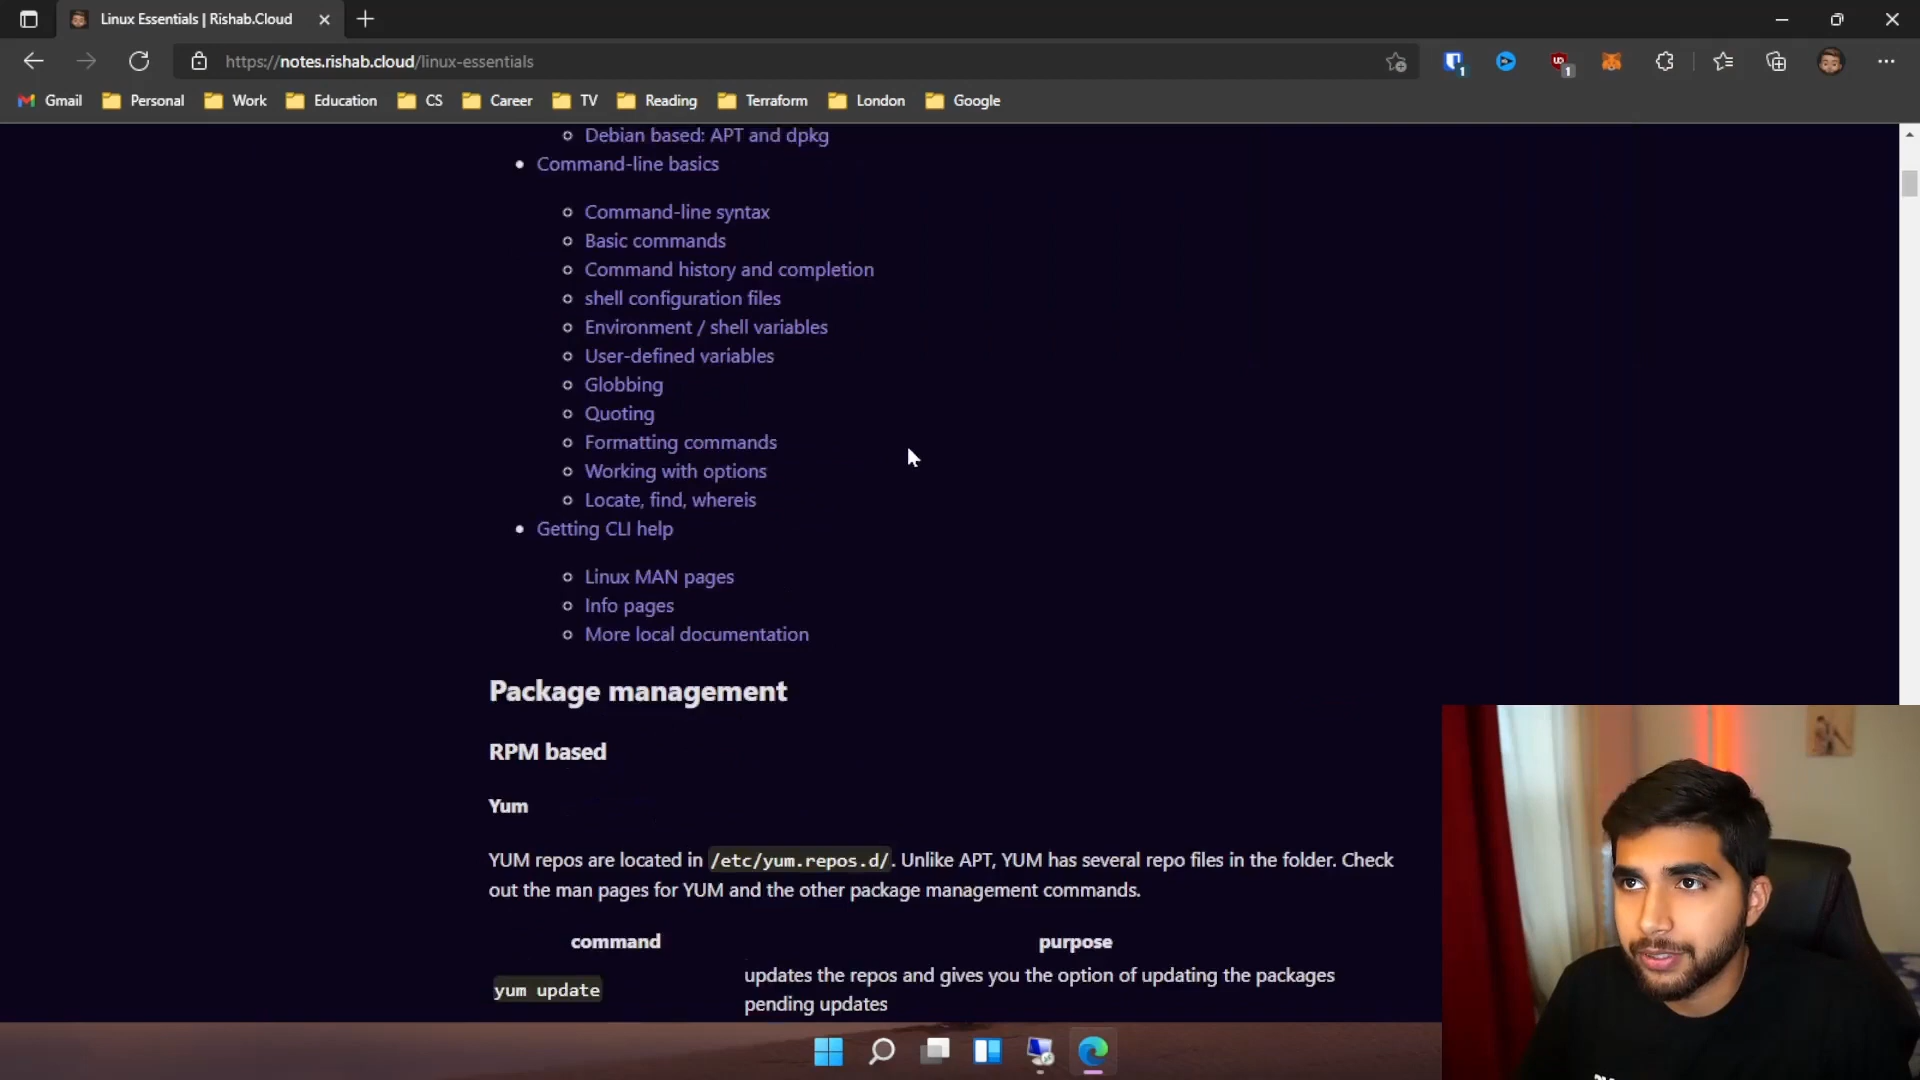 Linux Essentials | Rishab.Cloud
https://notes.rishab.cloud/linux-essentials
1
UD
1
Gmail Personal Work Education CS Career TV Reading Terraform London Google
Debian based: APT and dpkg
Command-line basics
Command-line syntax
Basic commands
Command history and completion
shell configuration files
Environment / shell variables
User-defined variables
Globbing
Quoting
Formatting commands
Working with options
Locate, find, whereis
Getting CLI help
Linux MAN pages
Info pages
More local documentation
Package management
RPM based
Yum
YUM repos are located in /etc/yum.repos.d/. Unlike APT, YUM has several repo files in the folder. Check
out the man pages for YUM and the other package management commands.
command purpose
yum update updates the repos and gives you the option of updating the packages
pending updates